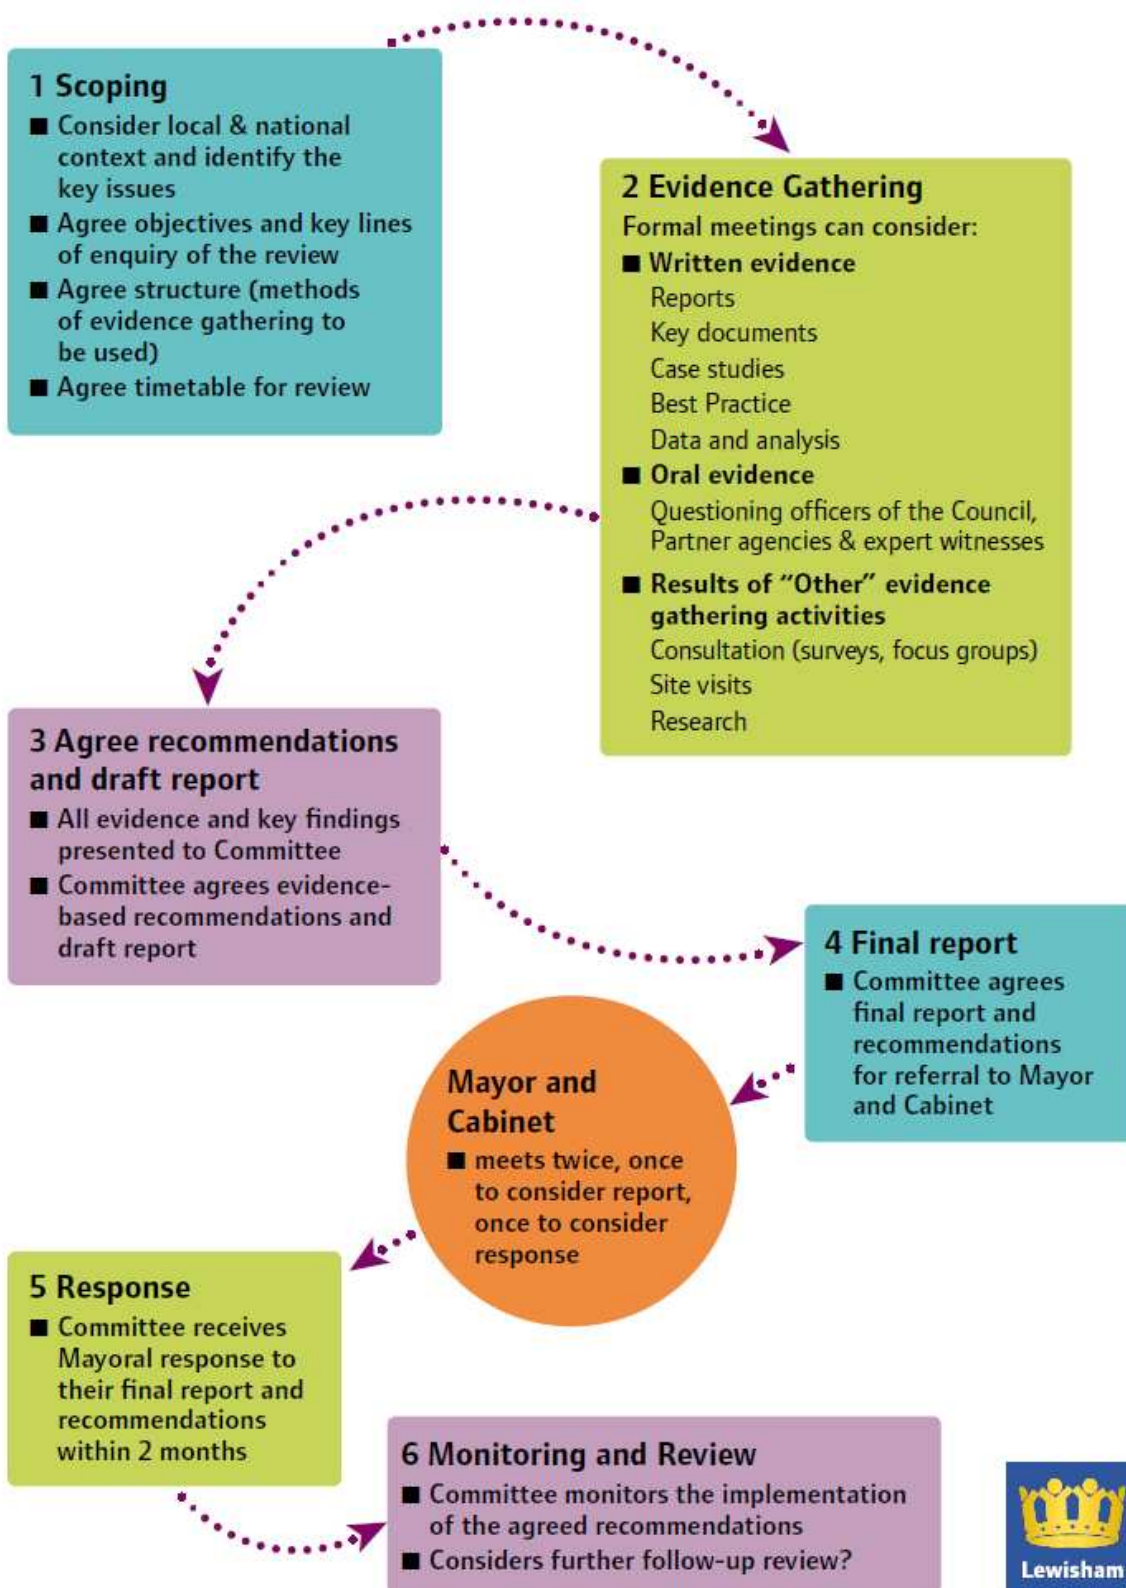 1 Scoping
■ Consider local & national
context and identify the
key issues
■ Agree objectives and key lines
of enquiry of the review
■ Agree structure (methods
of evidence gathering to
be used)
■ Agree timetable for review
2 Evidence Gathering
Formal meetings can consider:
■ Written evidence
Reports
Key documents
Case studies
Best Practice
Data and analysis
■ Oral evidence
Questioning officers of the Council,
Partner agencies & expert witnesses
■ Results of “Other” evidence
gathering activities
Consultation (surveys, focus groups)
Site visits
Research
3 Agree recommendations
and draft report
■ All evidence and key findings
presented to Committee
■ Committee agrees evidence-
based recommendations and
draft report
4 Final report
■ Committee agrees
final report and
recommendations
for referral to Mayor
and Cabinet
Mayor and
Cabinet
■ meets twice, once
to consider report,
once to consider
response
5 Response
■ Committee receives
Mayoral response to
their final report and
recommendations
within 2 months
6 Monitoring and Review
■ Committee monitors the implementation
of the agreed recommendations
■ Considers further follow-up review?
Lewisham